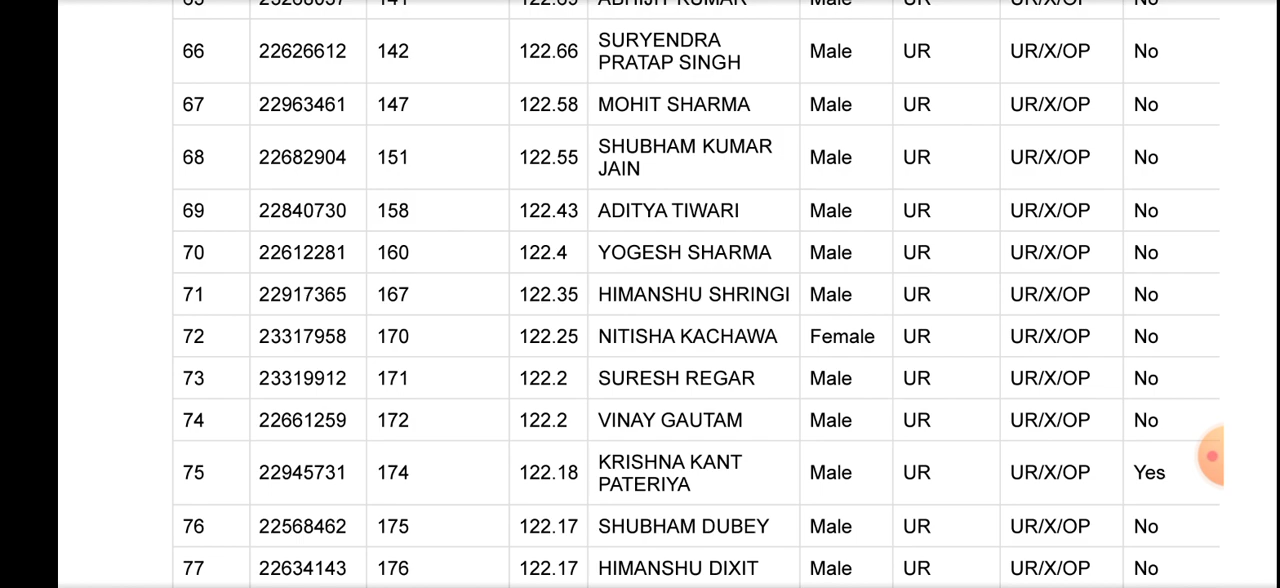 66 22626612 142 122.66 SURYENDRA PRATAP SINGH Male UR UR/X/OP No
67 22963461 147 122.58 MOHIT SHARMA Male UR UR/X/OP No
68 22682904 151 122.55 SHUBHAM KUMAR JAIN Male UR UR/X/OP No
69 22840730 158 122.43 ADITYA TIWARI Male UR UR/X/OP No
70 22612281 160 122.4 YOGESH SHARMA Male UR UR/X/OP No
71 22917365 167 122.35 HIMANSHU SHRINGI Male UR UR/X/OP No
72 23317958 170 122.25 NITISHA KACHAWA Female UR UR/X/OP No
73 23319912 171 122.2 SURESH REGAR Male UR UR/X/OP No
74 22661259 172 122.2 VINAY GAUTAM Male UR UR/X/OP No
75 22945731 174 122.18 KRISHNA KANT PATERIYA Male UR UR/X/OP Yes
76 22568462 175 122.17 SHUBHAM DUBEY Male UR UR/X/OP No
77 22634143 176 122.17 HIMANSHU DIXIT Male UR UR/X/OP No